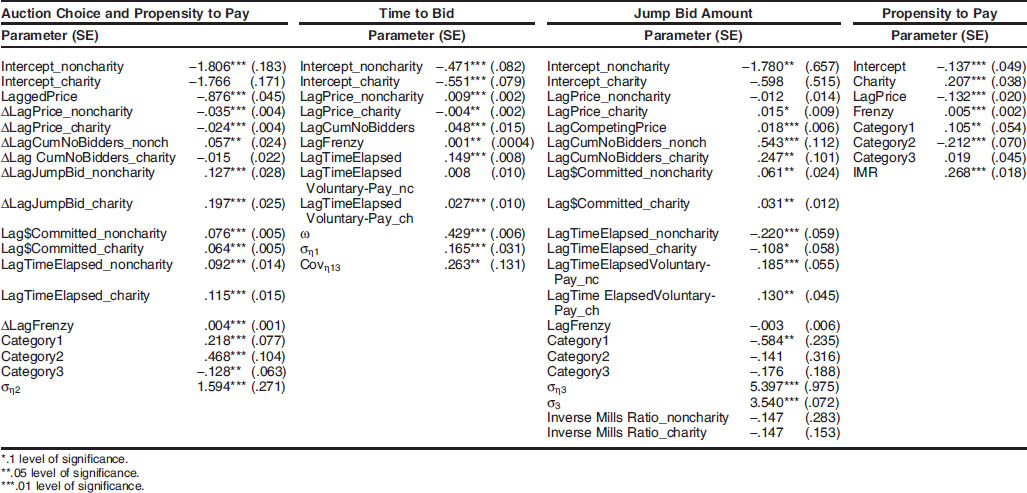 Auction Choice and Propensity to Pay Time to Bid Jump Bid Amount Propensity to Pay
Parameter (SE) Parameter (SE) Parameter (SE) Parameter (SE)
Intercept_noncharity –1.806*** (.183) Intercept_noncharity –.471*** (.082) Intercept_noncharity –1.780** (.657) Intercept –.137*** (.049)
Intercept_charity –1.766 (.171) Intercept_charity –.551*** (.079) Intercept_charity –.598 (.515) Charity .207*** (.038)
LaggedPrice –.876*** (.045) LagPrice_noncharity .009*** (.002) LagPrice_noncharity –.012 (.014) LagPrice –.132*** (.020)
ΔLagPrice_noncharity –.035*** (.004) LagPrice_charity –.004** (.002) LagPrice_charity .015* (.009) Frenzy .005*** (.002)
ΔLagPrice_charity –.024*** (.004) LagCumNoBidders .048*** (.015) LagCompetingPrice .018*** (.006) Category1 .105** (.054)
ΔLagCumNoBidders_nonch .057** (.024) LagFrenzy .001** (.0004) LagCumNoBidders_nonch .543*** (.112) Category2 –.212*** (.070)
ΔLag CumNoBidders_charity –.015 (.022) LagTimeElapsed .149*** (.008) LagCumNoBidders_charity .247** (.101) Category3 .019 (.045)
ΔLagJumpBid_noncharity .127*** (.028) LagTimeElapsed .008 (.010) Lag$Committed_noncharity .061** (.024) IMR .268*** (.018)
Voluntary-Pay_nc
ΔLagJumpBid_charity .197*** (.025) LagTimeElapsed .027*** (.010) Lag$Committed_charity .031** (.012)
Voluntary-Pay_ch
Lag$Committed_noncharity .076*** (.005) ω .429*** (.006) LagTimeElapsed_noncharity –.220*** (.059)
Lag$Committed_charity .064*** (.005) ση1 .165*** (.031) LagTimeElapsed_charity –.108* (.058)
LagTimeElapsed_noncharity .092*** (.014) Covη13 .263** (.131) LagTimeElapsedVoluntary- .185*** (.055)
Pay_nc
LagTimeElapsed_charity .115*** (.015) LagTime ElapsedVoluntary- .130** (.045)
Pay_ch
ΔLagFrenzy .004*** (.001) LagFrenzy –.003 (.006)
Category1 .218*** (.077) Category1 –.584** (.235)
Category2 .468*** (.104) Category2 –.141 (.316)
Category3 –.128** (.063) Category3 –.176 (.188)
ση2 1.594*** (.271) ση3 5.397*** (.975)
σ3 3.540*** (.072)
Inverse Mills Ratio_noncharity –.147 (.283)
Inverse Mills Ratio_charity –.147 (.153)
*.1 level of significance.
**.05 level of significance.
***.01 level of significance.